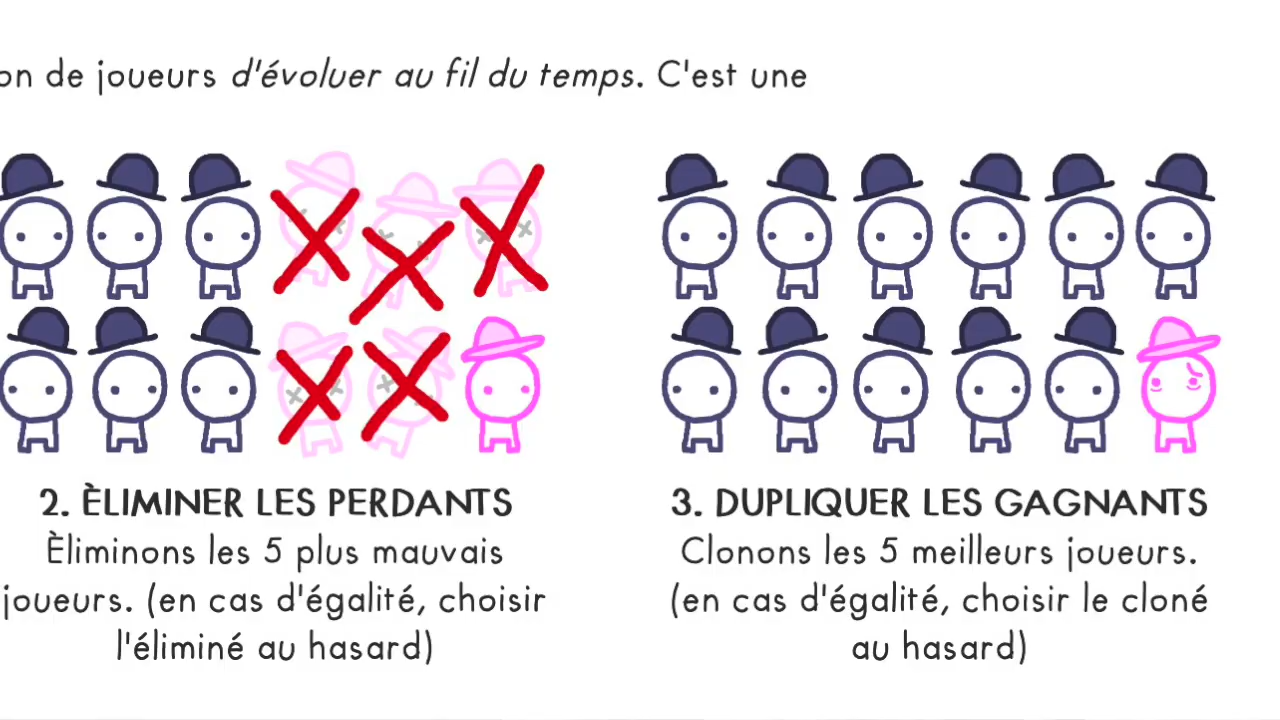 on de joueurs d'évoluer au fil du temps. C'est une
2. ÈLIMINER LES PERDANTS
Èliminons les 5 plus mauvais
joueurs. (en cas d'égalité, choisir
l'éliminé au hasard)
3. DUPLIQUER LES GAGNANTS
Clonons les 5 meilleurs joueurs.
(en cas d'égalité, choisir le cloné
au hasard)